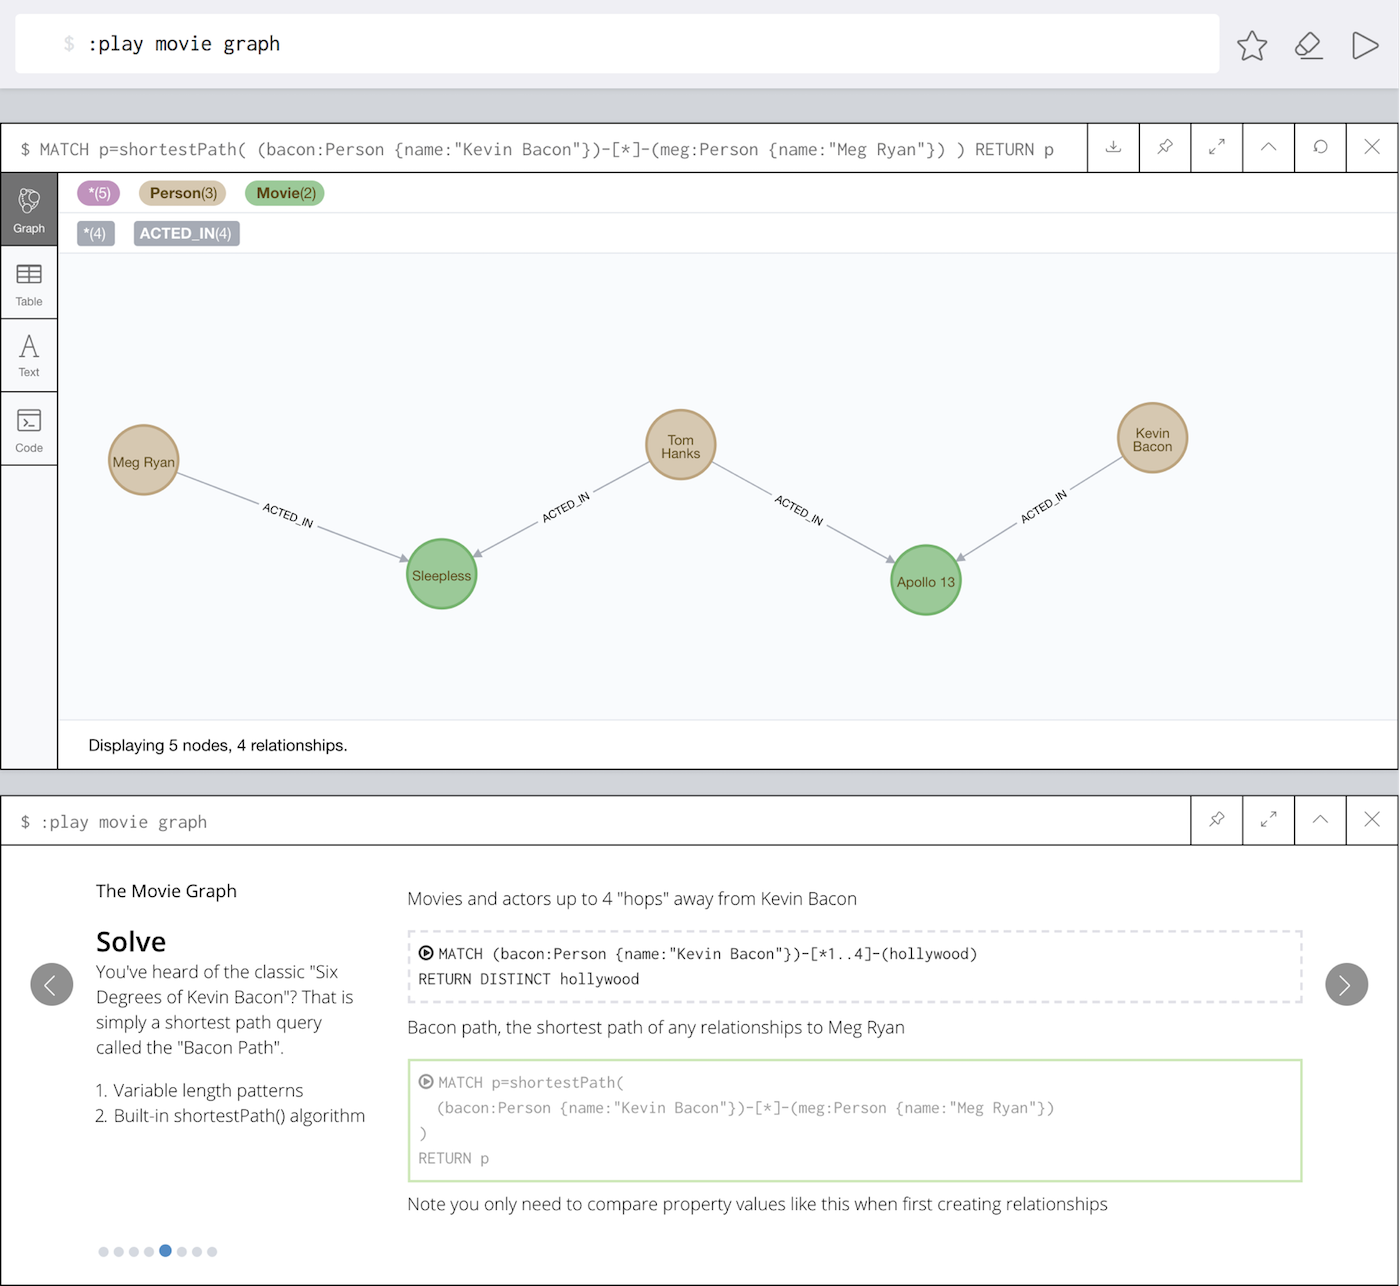 $ :play movie graph
$ MATCH p=shortestPath( (bacon:Person {name:"Kevin Bacon"})-[*]-(meg:Person {name:"Meg Ryan"}) ) RETURN p
Graph
*(5) Person(3) Movie(2)
*(4) ACTED_IN(4)
Table
Text
Code
Meg Ryan
Tom
Hanks
Kevin
Bacon
ACTED_IN
ACTED_IN
ACTED_IN
ACTED_IN
Sleepless
Apollo 13
Displaying 5 nodes, 4 relationships.
$ :play movie graph
The Movie Graph
Solve
You've heard of the classic "Six
Degrees of Kevin Bacon"? That is
simply a shortest path query
called the "Bacon Path".
1. Variable length patterns
2. Built-in shortestPath() algorithm
Movies and actors up to 4 "hops" away from Kevin Bacon
MATCH (bacon:Person {name:"Kevin Bacon"})-[*1..4]-(hollywood)
RETURN DISTINCT hollywood
Bacon path, the shortest path of any relationships to Meg Ryan
MATCH p=shortestPath(
(bacon:Person {name:"Kevin Bacon"})-[*]-(meg:Person {name:"Meg Ryan"})
)
RETURN p
Note you only need to compare property values like this when first creating relationships